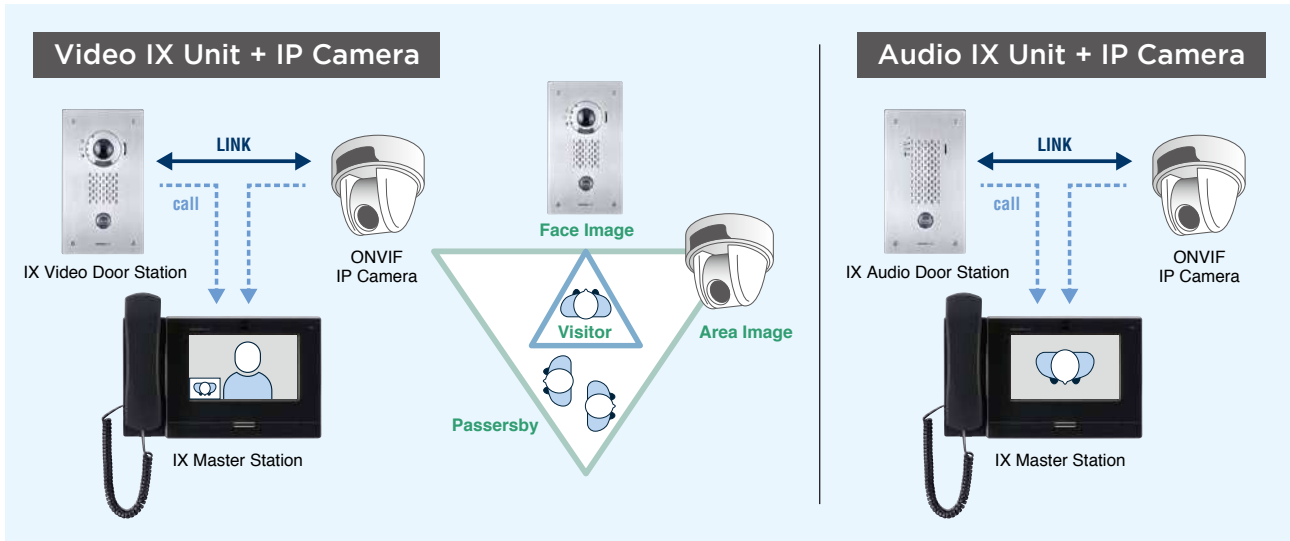 Video IX Unit + IP Camera
LINK
call
IX Video Door Station
ONVIF
IP Camera
IX Master Station
Face Image
Visitor
Area Image
Passersby
Audio IX Unit + IP Camera
LINK
call
IX Audio Door Station
ONVIF
IP Camera
IX Master Station